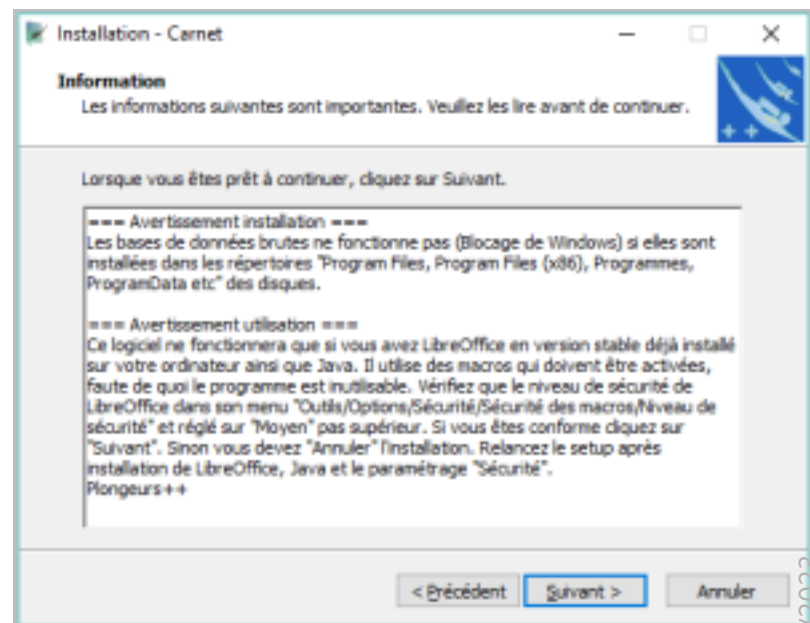 Installation - Carnet
Information
Les informations suivantes sont importantes. Veuillez les lire avant de continuer.
++
Lorsque vous êtes prêt à continuer, cliquez sur Suivant.
=== Avertissement installation ===
Les bases de données brutes ne fonctionne pas (Blocage de Windows) si elles sont
installées dans les répertoires "Program Files, Program Files (x86), Programmes,
ProgramData etc" des disques.
=== Avertissement utilisation ===
Ce logiciel ne fonctionnera que si vous avez LibreOffice en version stable déjà installé
sur votre ordinateur ainsi que Java. Il utilise des macros qui doivent être activées,
faute de quoi le programme est inutilisable. Vérifiez que le niveau de sécurité de
LibreOffice dans son menu "Outils/Options/Sécurité/Sécurité des macros/Niveau de
sécurité" et réglé sur "Moyen" pas supérieur. Si vous êtes conforme cliquez sur
"Suivant". Sinon vous devez "Annuler" l'installation. Relancez le setup après
installation de LibreOffice, Java et le paramétrage "Sécurité".
Plongeurs++
< Précédent
Suivant >
Annuler